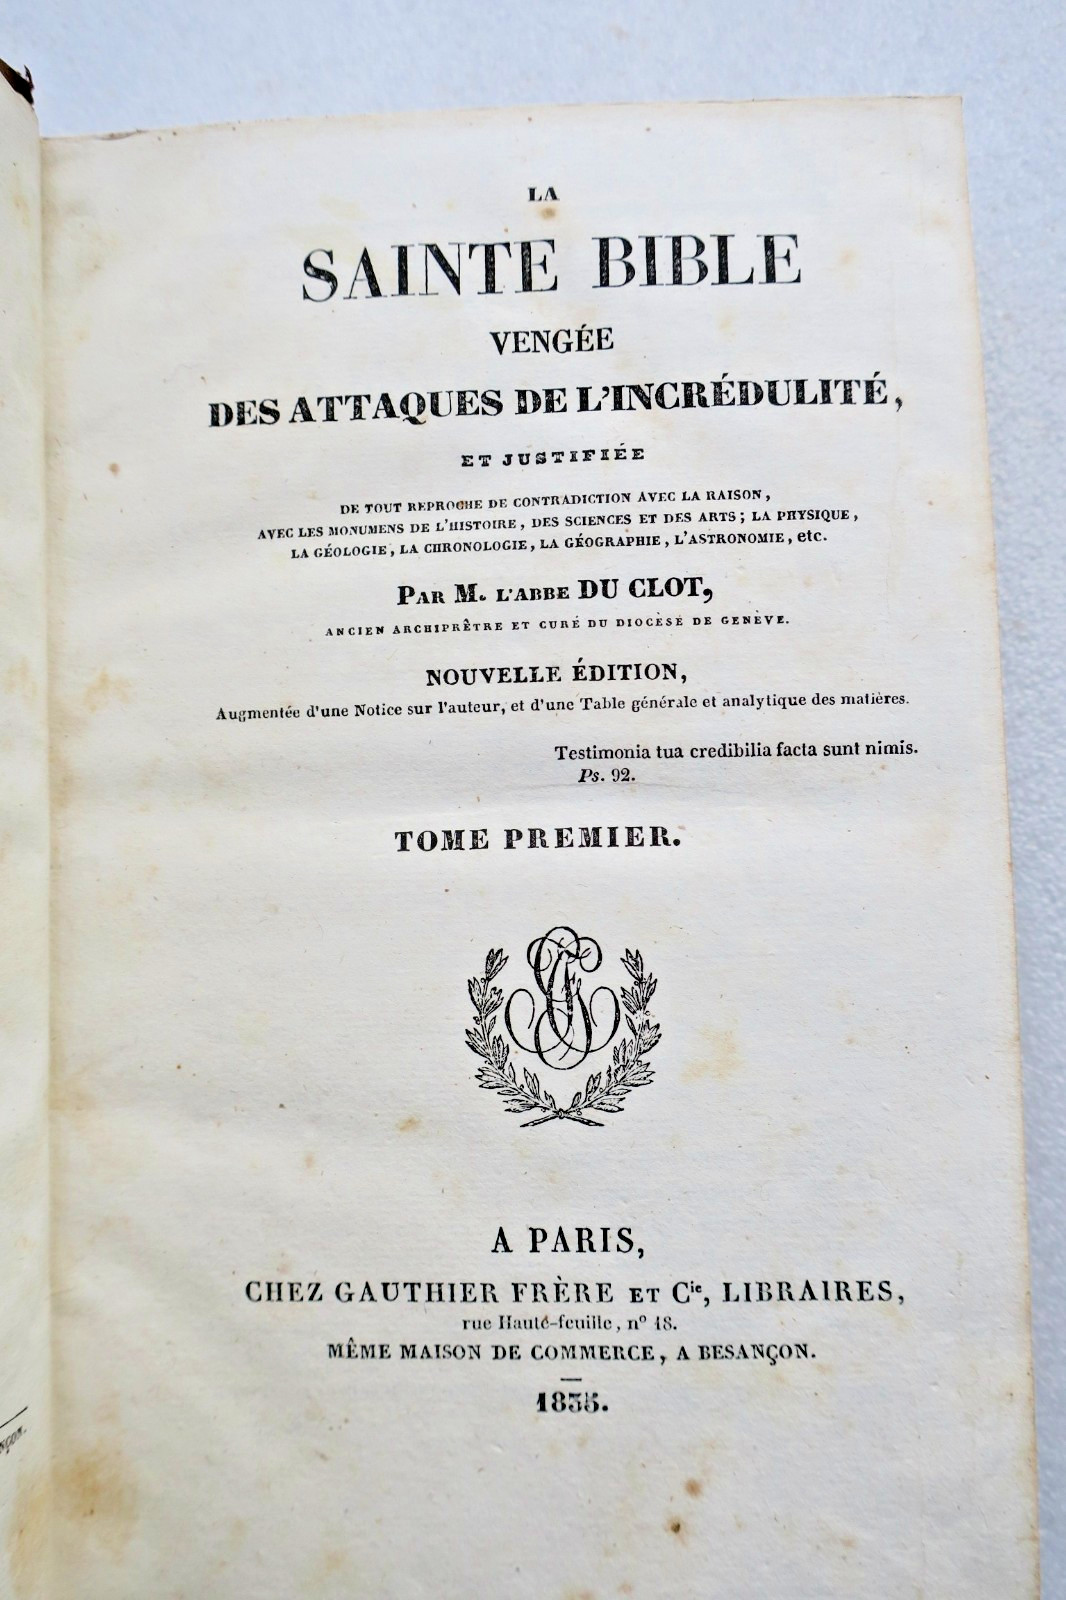 LA
SAINTE BIBLE
VENGÉE
DES ATTAQUES DE L'INCRÉDULITÉ,
ET JUSTIFIÉE
DE TOUT REPROCHE DE CONTRADICTION AVEC LA RAISON,
AVEC LES MONUMENS DE L'HISTOIRE, DES SCIENCES ET DES ARTS; LA PHYSIQUE,
LA GÉOLOGIE, LA CHRONOLOGIE, LA GÉOGRAPHIE, L'ASTRONOMIE, etc.
PAR M. L'ABBE DU CLOT,
ANCIEN ARCHIPRÊTRE ET CURÉ DU DIOCÈSE DE GENÈVE.
NOUVELLE ÉDITION,
Augmentée d'une Notice sur l'auteur, et d'une Table générale et analytique des matières.
Testimonia tua credibilia facta sunt nimis.
Ps. 92.
TOME PREMIER.
A PARIS,
CHEZ GAUTHIER FRÈRE ET Cie, LIBRAIRES,
rue Haute-feuille, nº 18.
MÊME MAISON DE COMMERCE, A BESANÇON.
1835.